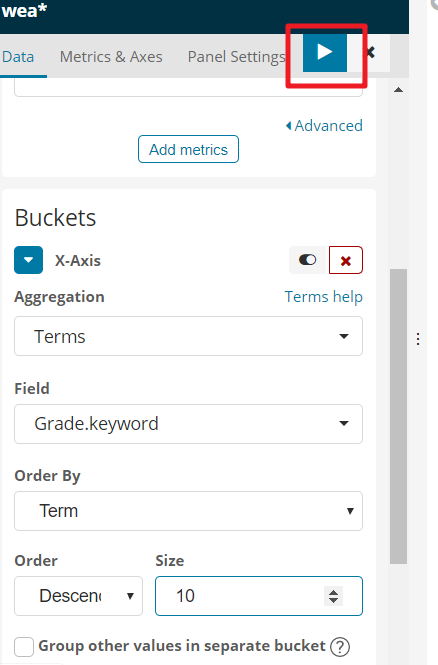 wea*
Data Metrics & Axes Panel Settings
Advanced
Add metrics
Buckets
X-Axis
Aggregation Terms help
Terms
Field
Grade.keyword
Order By
Term
Order Size
Descen 10
Group other values in separate bucket ?